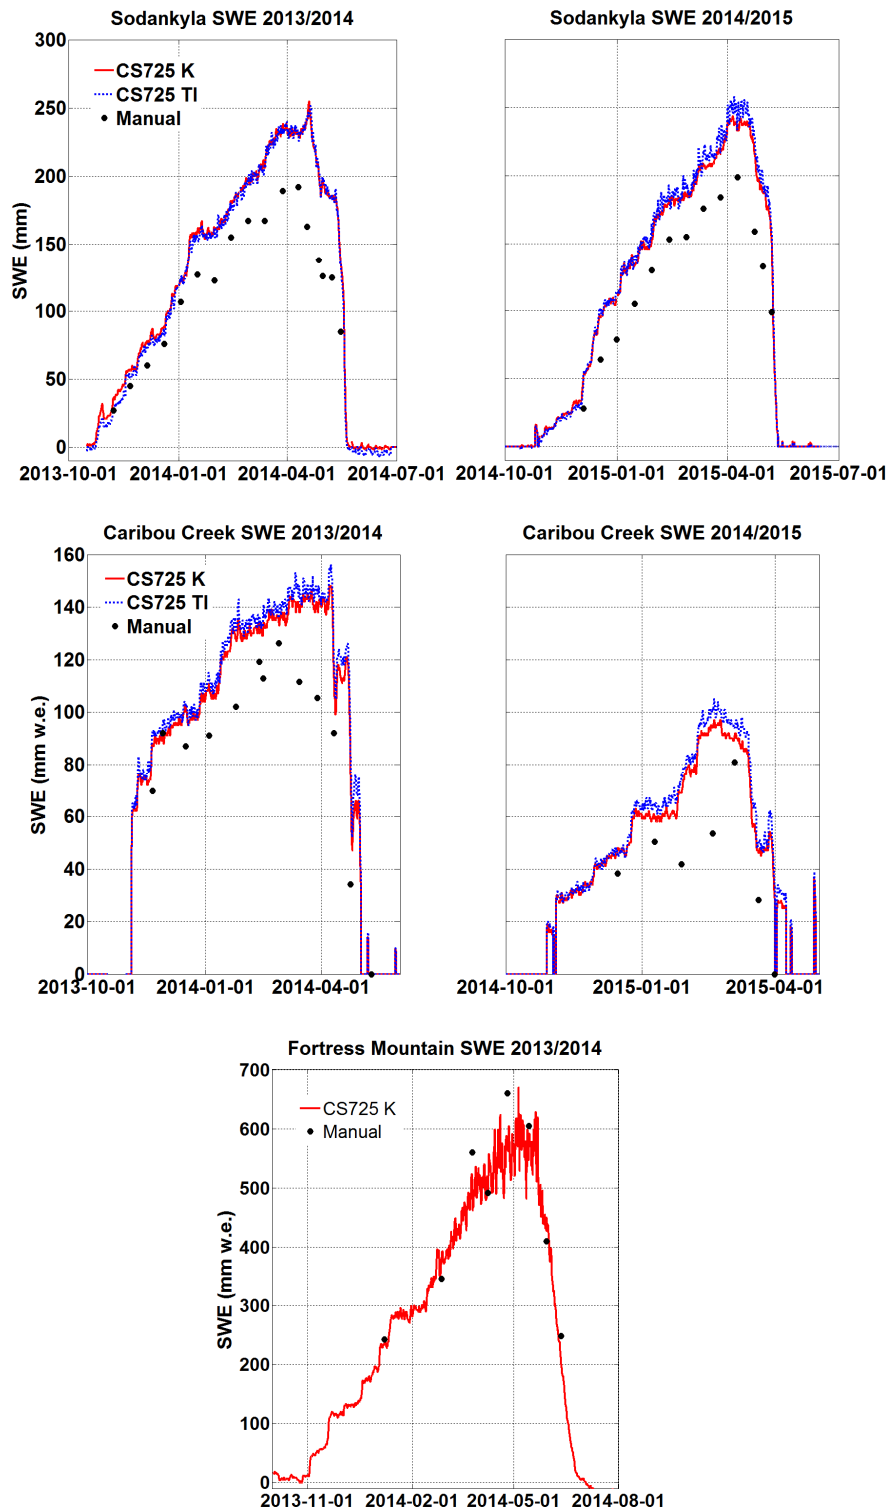 Sodankyla SWE 2013/2014
300
250
200
150
100
50
0
SWE (mm)
CS725 K
CS725 Tl
Manual
2013-10-01 2014-01-01 2014-04-01 2014-07-01
Sodankyla SWE 2014/2015
2014-10-01 2015-01-01 2015-04-01 2015-07-01
Caribou Creek SWE 2013/2014
160
140
120
100
80
60
40
20
0
SWE (mm w.e.)
CS725 K
CS725 Tl
Manual
2013-10-01 2014-01-01 2014-04-01
Caribou Creek SWE 2014/2015
2014-10-01 2015-01-01 2015-04-01
Fortress Mountain SWE 2013/2014
700
600
500
400
300
200
100
0
SWE (mm w.e.)
CS725 K
Manual
2013-11-01 2014-02-01 2014-05-01 2014-08-01